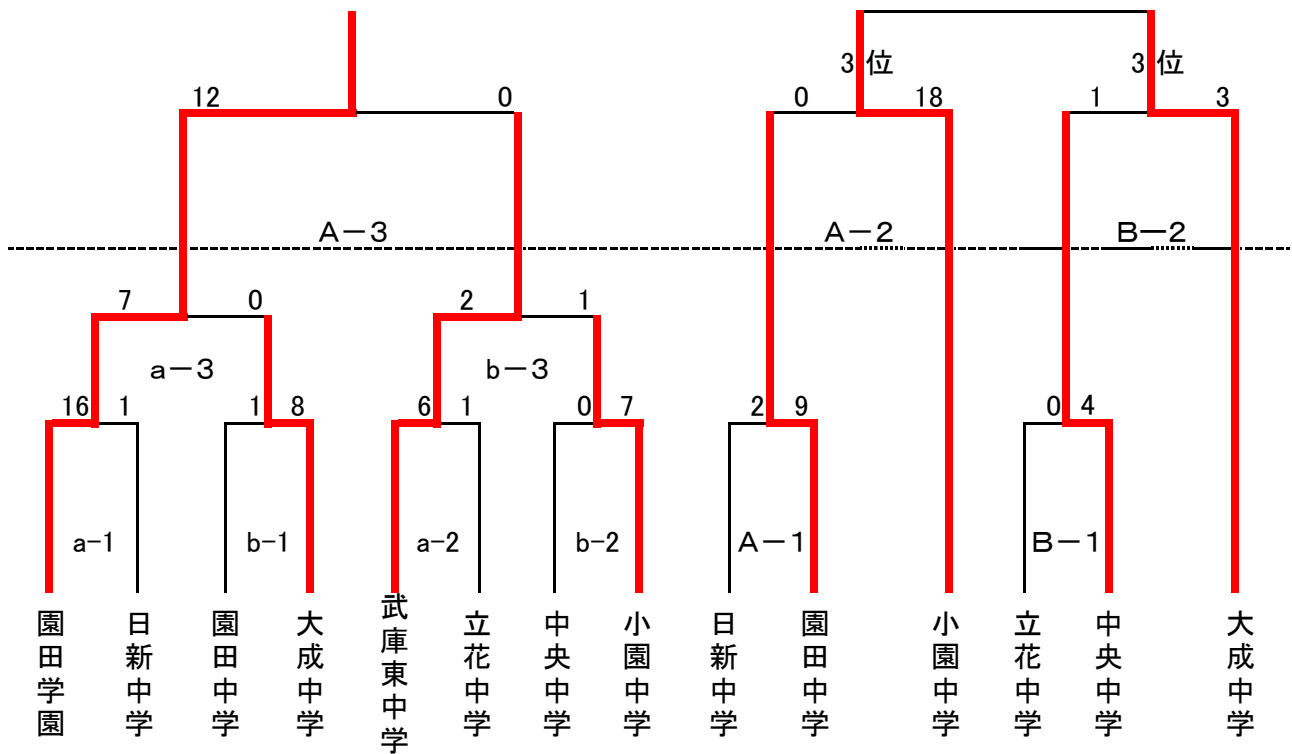 3 位 3 位
12 0 0 18 1 3
A－3 A－2 B－2
7 0 2 1
a－3 b－3
16 1 1 8 6 1 0 7 2 9 0 4
a-1 b-1 a-2 b-2 A－1 B－1
園田学園
日新中学
園田中学
大成中学
武庫東中学
立花中学
中央中学
小園中学
日新中学
園田中学
小園中学
立花中学
中央中学
大成中学